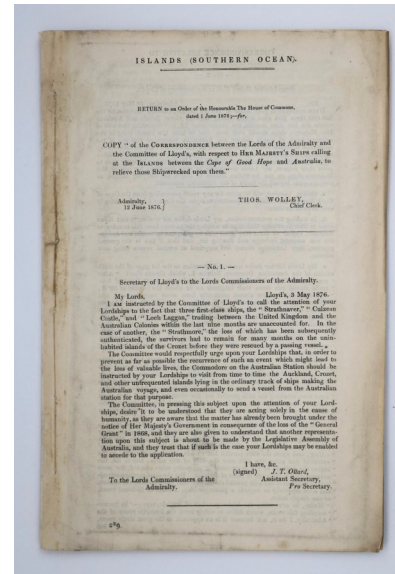 ISLANDS (SOUTHERN OCEAN).
RETURN to an Order of the Honourable The House of Commons,
dated 1 June 1876;—for,
COPY " of the CORRESPONDENCE between the Lords of the Admiralty and
the Committee of Lloyd's, with respect to HER MAJESTY'S SHIPS calling
at the ISLANDS between the Cape of Good Hope and Australia, to
relieve those Shipwrecked upon them."
Admiralty, }
12 June 1876. }
THOS. WOLLEY,
Chief Clerk.
— No. 1. —
Secretary of Lloyd's to the Lords Commissioners of the Admiralty.
My Lords,
Lloyd's, 3 May 1876.
I AM instructed by the Committee of Lloyd's to call the attention of your
Lordships to the fact that three first-class ships, the " Strathnaver," " Culzean
Castle," and " Loch Laggan," trading between the United Kingdom and the
Australian Colonies within the last nine months are unaccounted for. In the
case of another, the " Strathmore," the loss of which has been subsequently
authenticated, the survivors had to remain for many months on the unin-
habited islands of the Crozet before they were rescued by a passing vessel.
The Committee would respectfully urge upon your Lordships that, in order to
prevent as far as possible the recurrence of such an event which might lead to
the loss of valuable lives, the Commodore on the Australian Station should be
instructed by your Lordships to visit from time to time the Auckland, Crozet,
and other unfrequented islands lying in the ordinary track of ships making the
Australian voyage, and even occasionally to send a vessel from the Australian
station for that purpose.
The Committee, in pressing this subject upon the attention of your Lord-
ships, desire it to be understood that they are acting solely in the cause of
humanity, as they are aware that the matter has already been brought under the
notice of Her Majesty's Government in consequence of the loss of the " General
Grant" in 1868, and they are also given to understand that another representa-
tion upon this subject is about to be made by the Legislative Assembly of
Australia, and they trust that if such is the case your Lordships may be enabled
to accede to the application.
I have, &c.
(signed) J. T. Ollard,
Assistant Secretary,
Pro Secretary.
To the Lords Commissioners of the
Admiralty.
289.